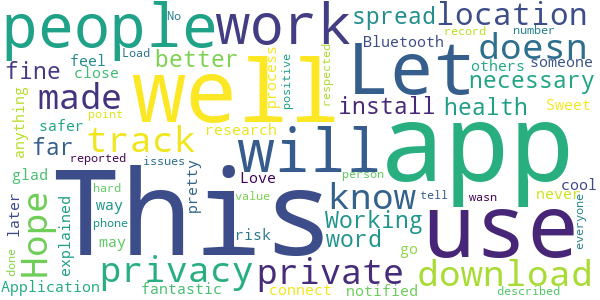 people work spread location
No Load process positive respected Bluetooth record number someone
feel better doesn
fine close others necessary
anything made well Let install health Sweet
safer track research point app
far reported issues will Love never cool
glad pretty This know person tell wasn everyone
Hope hard value Working use
later way explained phone risk word go
may privacy private download
done Application fantastic connect notified described